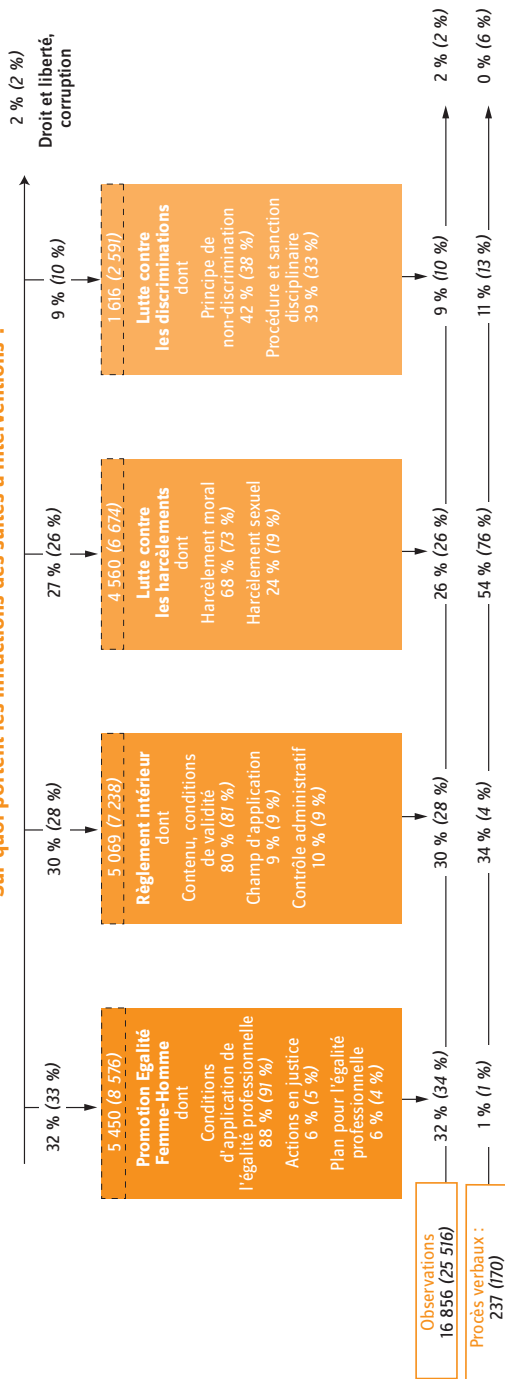 Sur quoi portent les infractions des suites d'interventions :
32 % (33 %)
30 % (28 %)
27 % (26 %)
9 % (10 %)
2 % (2 %)
Droit et liberté,
corruption
5 450 (8 576)
Promotion Egalité
Femme-Homme
dont
Conditions
d'application de
l'égalité professionnelle
88 % (91 %)
Actions en justice
6 % (5 %)
Plan pour l'égalité
professionnelle
6 % (4 %)
5 069 (7 238)
Règlement intérieur
dont
Contenu, conditions
de validité
80 % (81 %)
Champ d'application
9 % (9 %)
Contrôle administratif
10 % (9 %)
4 560 (6 674)
Lutte contre
les harcèlements
dont
Harcèlement moral
68 % (73 %)
Harcèlement sexuel
24 % (19 %)
1 616 (2 591)
Lutte contre
les discriminations
dont
Principe de
non-discrimination
42 % (38 %)
Procédure et sanction
disciplinaire
39 % (33 %)
Observations
16 856 (25 516)
32 % (34 %)
30 % (28 %)
26 % (26 %)
9 % (10 %)
2 % (2 %)
Procès verbaux :
237 (170)
1 % (1 %)
34 % (4 %)
54 % (76 %)
11 % (13 %)
0 % (6 %)